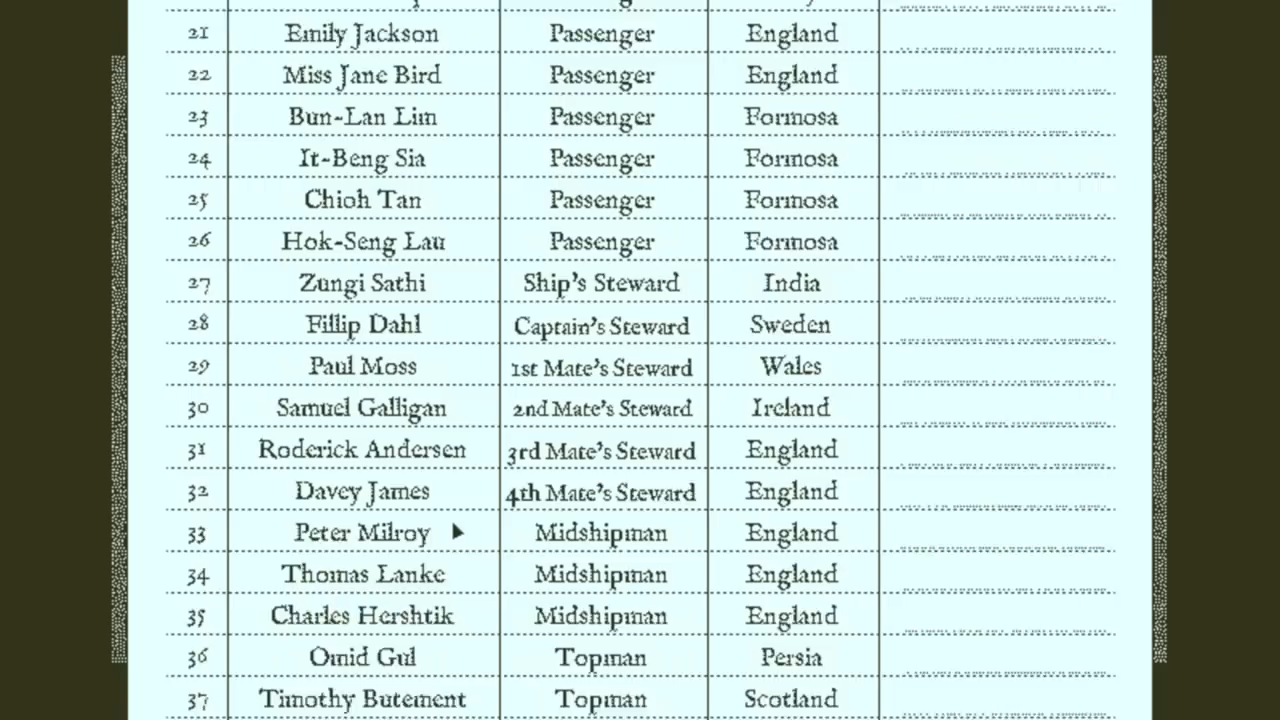 21 Emily Jackson Passenger England
22 Miss Jane Bird Passenger England
23 Bun-Lan Lim Passenger Formosa
24 It-Beng Sia Passenger Formosa
25 Chioh Tan Passenger Formosa
26 Hok-Seng Lau Passenger Formosa
27 Zungi Sathi Ship's Steward India
28 Fillip Dahl Captain's Steward Sweden
29 Paul Moss 1st Mate's Steward Wales
30 Samuel Galligan 2nd Mate's Steward Ireland
31 Roderick Andersen 3rd Mate's Steward England
32 Davey James 4th Mate's Steward England
33 Peter Milroy Midshipman England
34 Thomas Lanke Midshipman England
35 Charles Hershtik Midshipman England
36 Omid Gul Topman Persia
37 Timothy Butement Topman Scotland